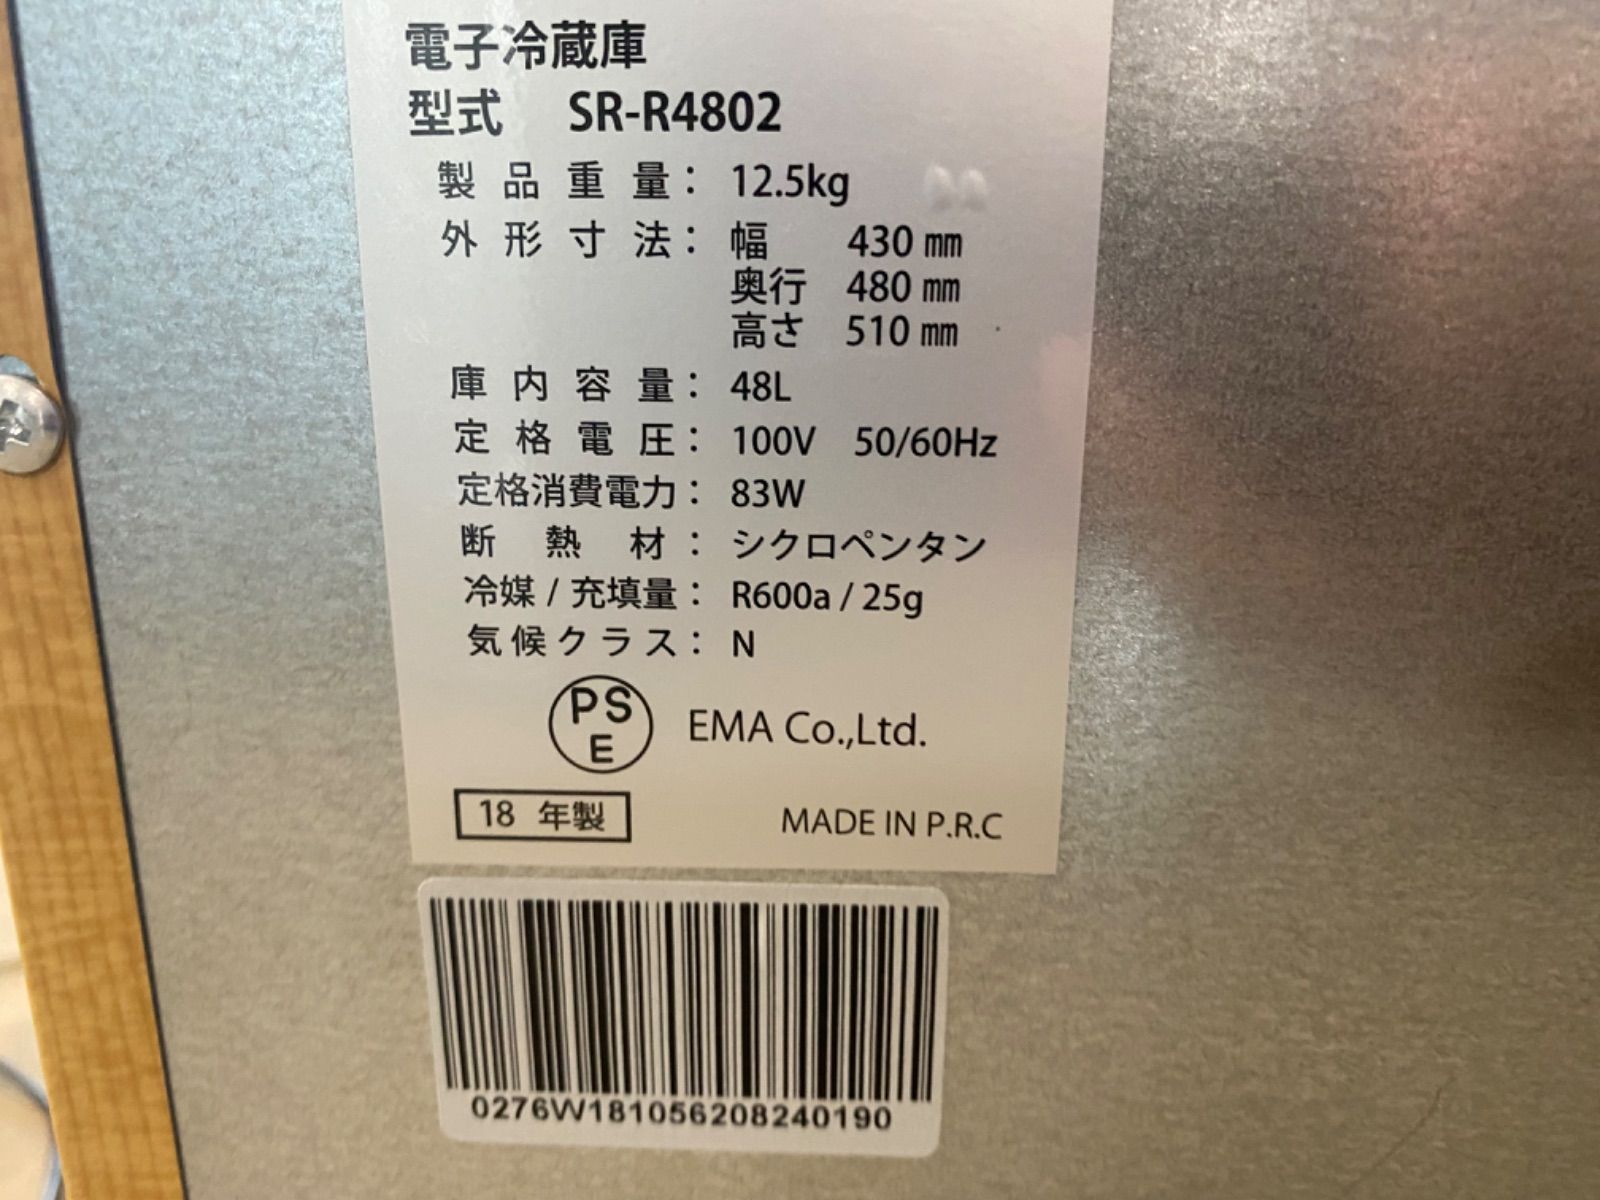 電子冷蔵庫
型式 SR-R4802
製品重量： 12.5kg
外形寸法： 幅 430㎜
奥行 480㎜
高さ 510㎜
庫内容量： 48L
定格電圧： 100V 50/60Hz
定格消費電力： 83W
断熱材： シクロペンタン
冷媒 / 充填量： R600a / 25g
気候クラス： N
PS
E
EMA Co.,Ltd.
18 年製
MADE IN P.R.C
0276W181056208240190